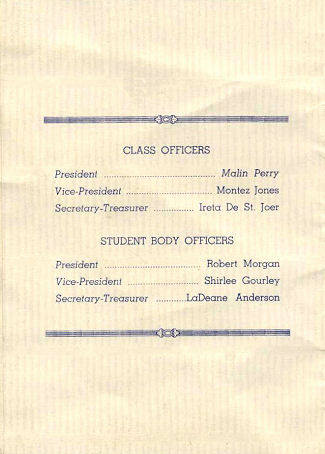 CLASS OFFICERS
President ................................ Malin Perry
Vice-President ......................... Montez Jones
Secretary-Treasurer ............... Ireta De St. Joer
STUDENT BODY OFFICERS
President ............................ Robert Morgan
Vice-President ...................... Shirlee Gourley
Secretary-Treasurer ...........LaDeane Anderson